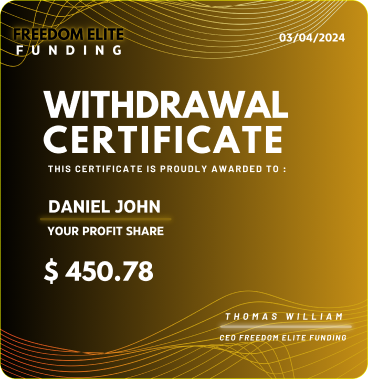 FREEDOM ELITE
FUNDING
03/04/2024
WITHDRAWAL
CERTIFICATE
THIS CERTIFICATE IS PROUDLY AWARDED TO :
DANIEL JOHN
YOUR PROFIT SHARE
$ 450.78
THOMAS WILLIAM
CEO FREEDOM ELITE FUNDING